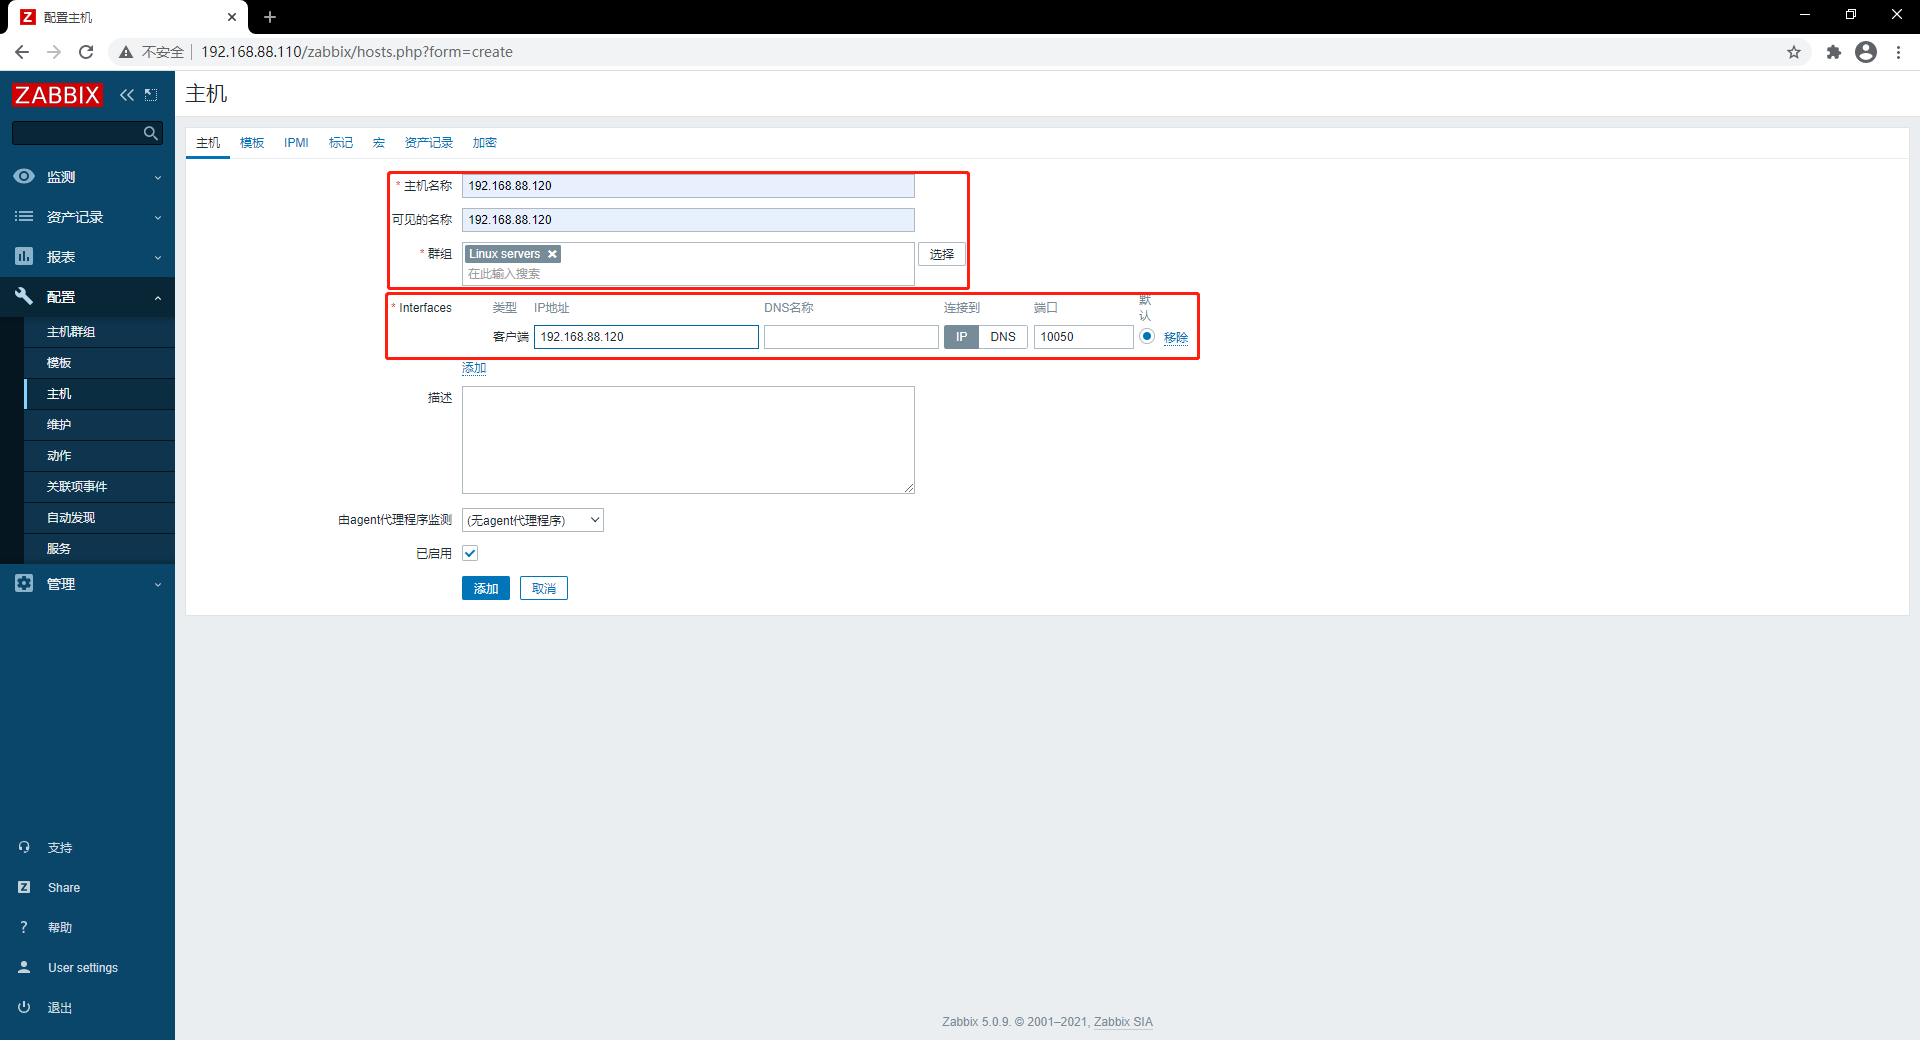 配置主机
不安全 192.168.88.110/zabbix/hosts.php?form=create
ZABBIX
监测
资产记录
报表
配置
主机群组
模板
主机
维护
动作
关联项事件
自动发现
服务
管理
支持
Share
帮助
User settings
退出
主机
主机 模板 IPMI 标记 宏 资产记录 加密
* 主机名称 192.168.88.120
可见的名称 192.168.88.120
* 群组 Linux servers 选择
在此输入搜索
* Interfaces 类型 IP地址 DNS名称 连接到 端口 默认
客户端 192.168.88.120 IP DNS 10050 移除
添加
描述
由agent代理程序监测 (无agent代理程序)
已启用
添加 取消
Zabbix 5.0.9. © 2001–2021, Zabbix SIA